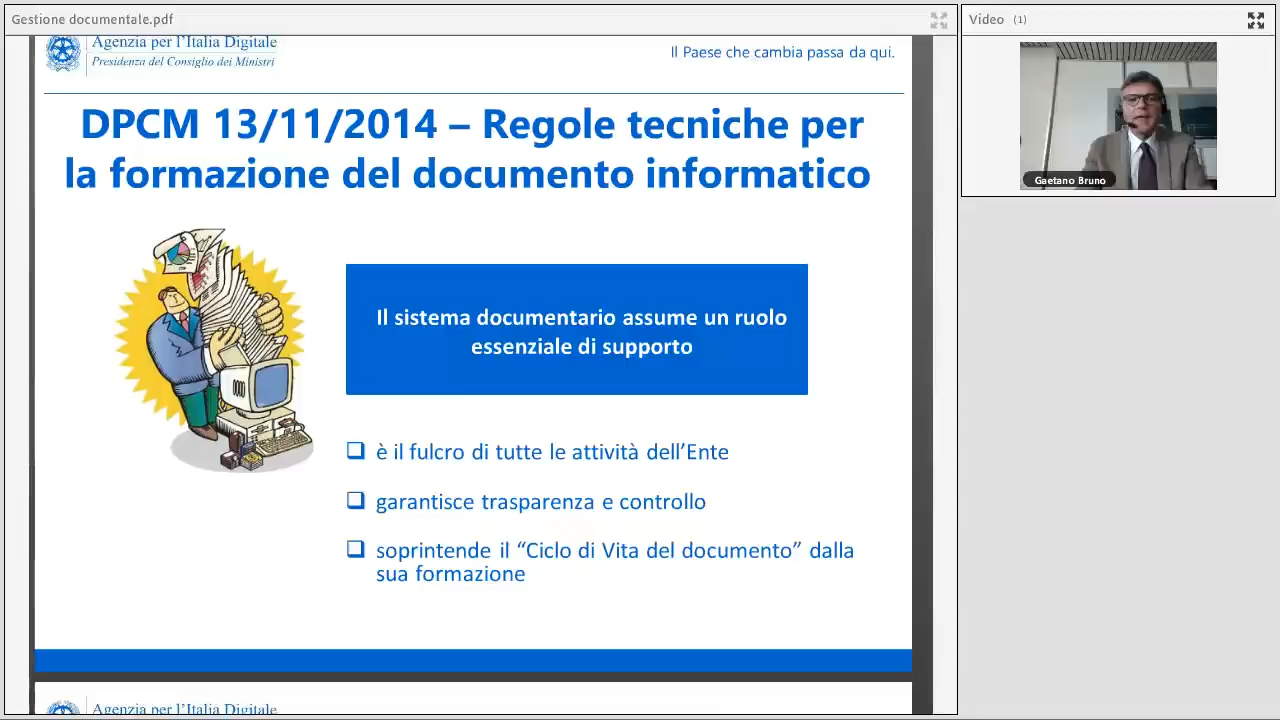 Gestione documentale.pdf
Video (1)
Agenzia per l'Italia Digitale
Presidenza del Consiglio dei Ministri
Il Paese che cambia passa da qui.
DPCM 13/11/2014 – Regole tecniche per
la formazione del documento informatico
Gaetano Bruno
Il sistema documentario assume un ruolo
essenziale di supporto
è il fulcro di tutte le attività dell'Ente
garantisce trasparenza e controllo
soprintende il “Ciclo di Vita del documento” dalla
sua formazione
Agenzia per l'Italia Digitale